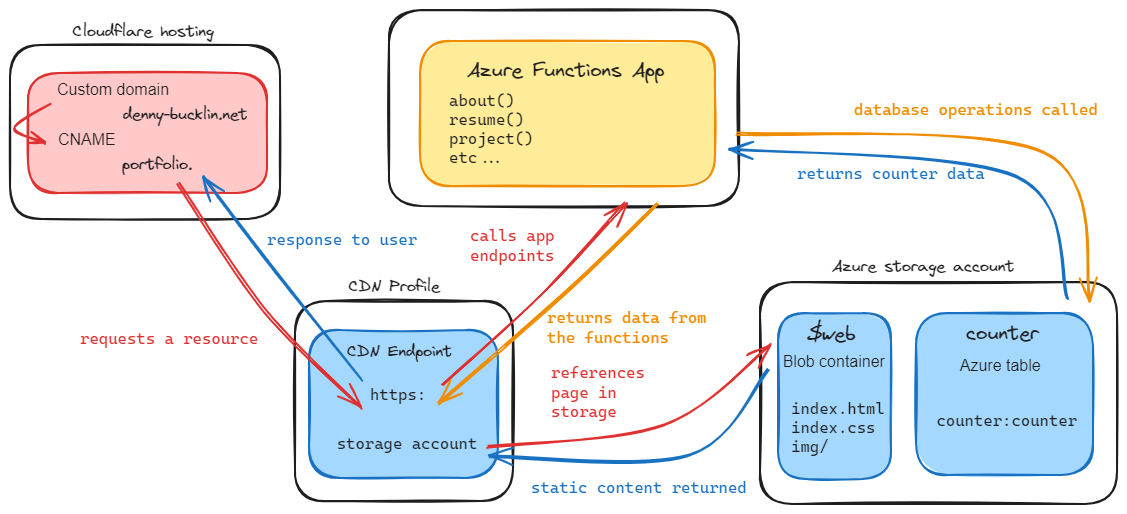 Cloudflare hosting
Custom domain
denny-bucklin.net
CNAME
portfolio.
Azure Functions App
about()
resume()
project()
etc...
database operations called
returns counter data
response to user
calls app
endpoints
requests a resource
CDN Profile
CDN Endpoint
https:
storage account
returns data from
the functions
references
page in
storage
static content returned
Azure storage account
$web
Blob container
index.html
index.css
img/
counter
Azure table
counter:counter